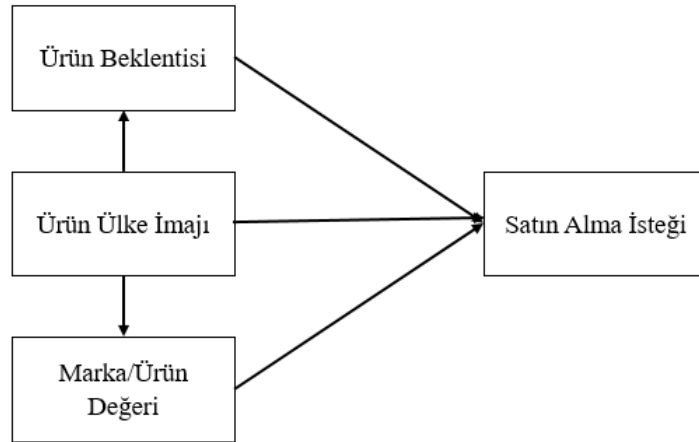 Ürün Beklentisi
Ürün Ülke İmajı
Satın Alma İsteği
Marka/Ürün
Değeri